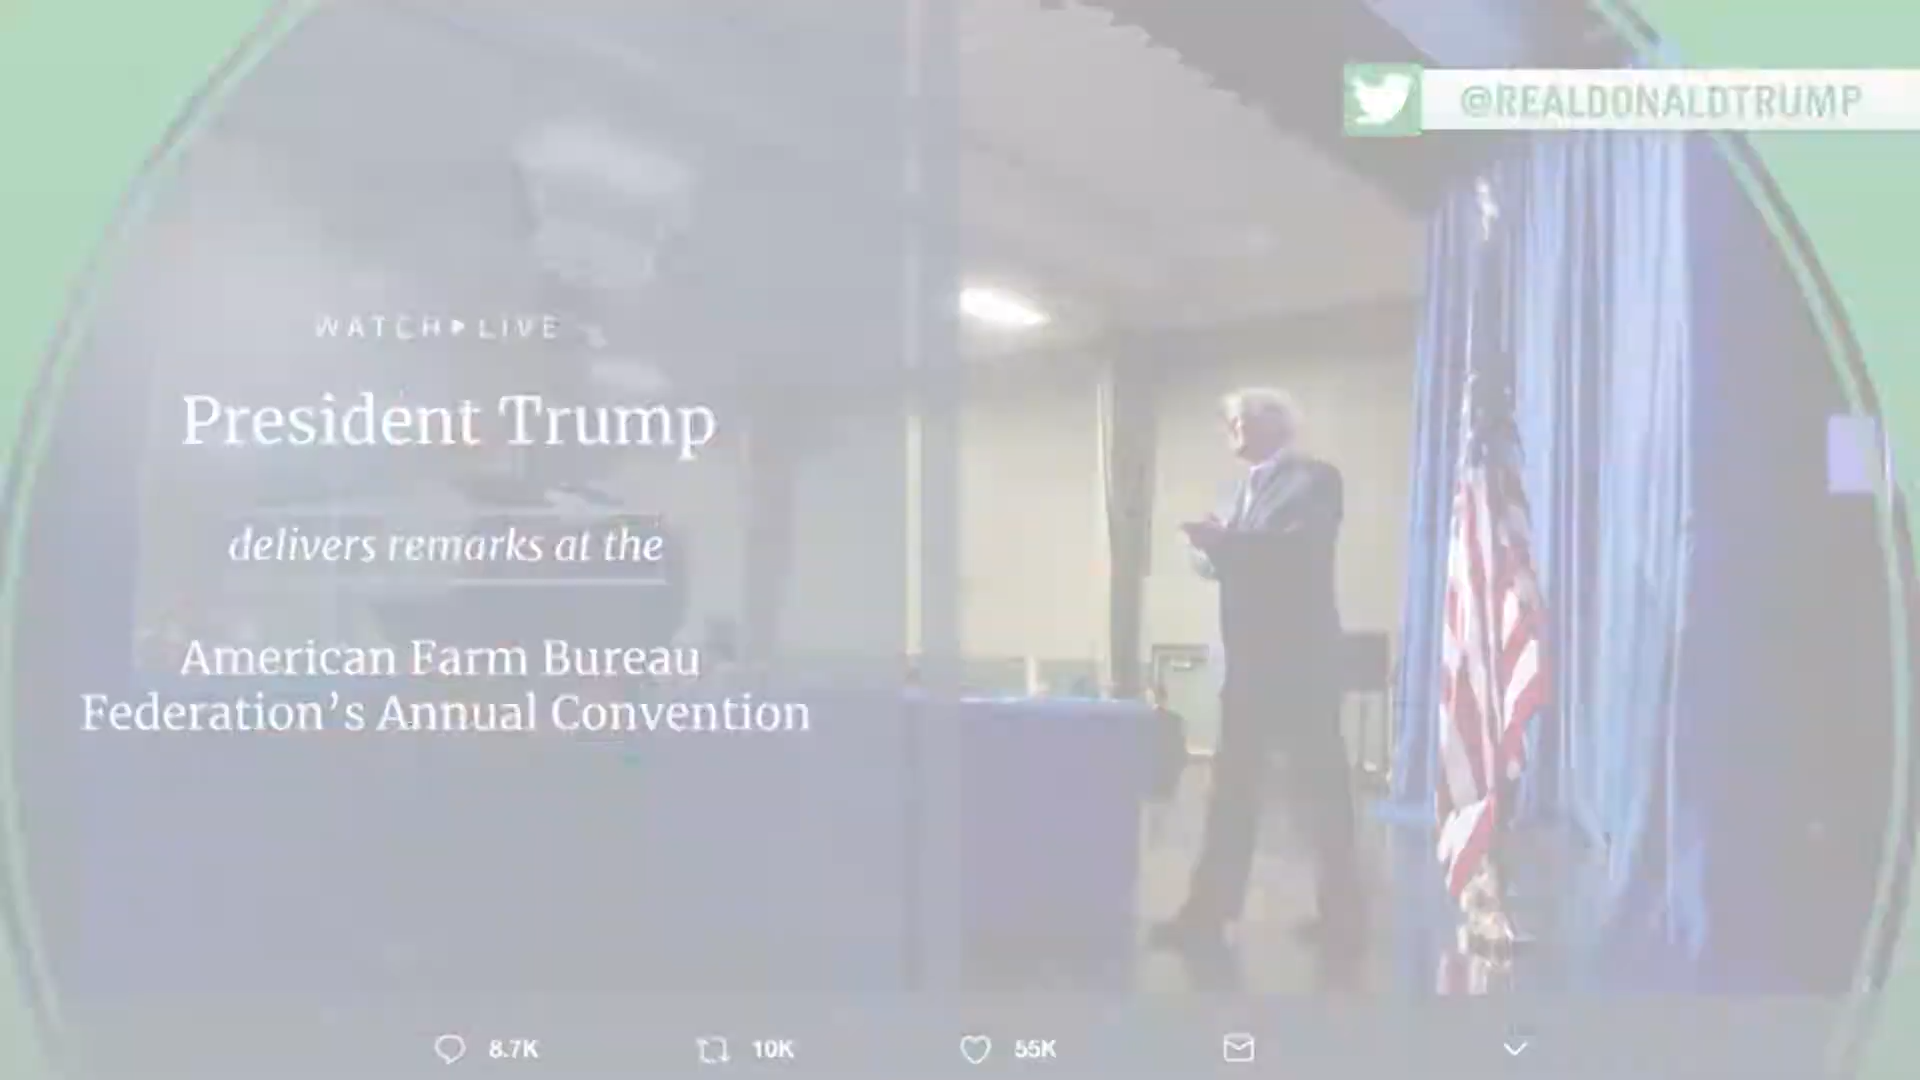 @REALDONALDTRUMP
WATCH LIVE
President Trump
delivers remarks at the
American Farm Bureau
Federation’s Annual Convention
8.7K
10K
55K